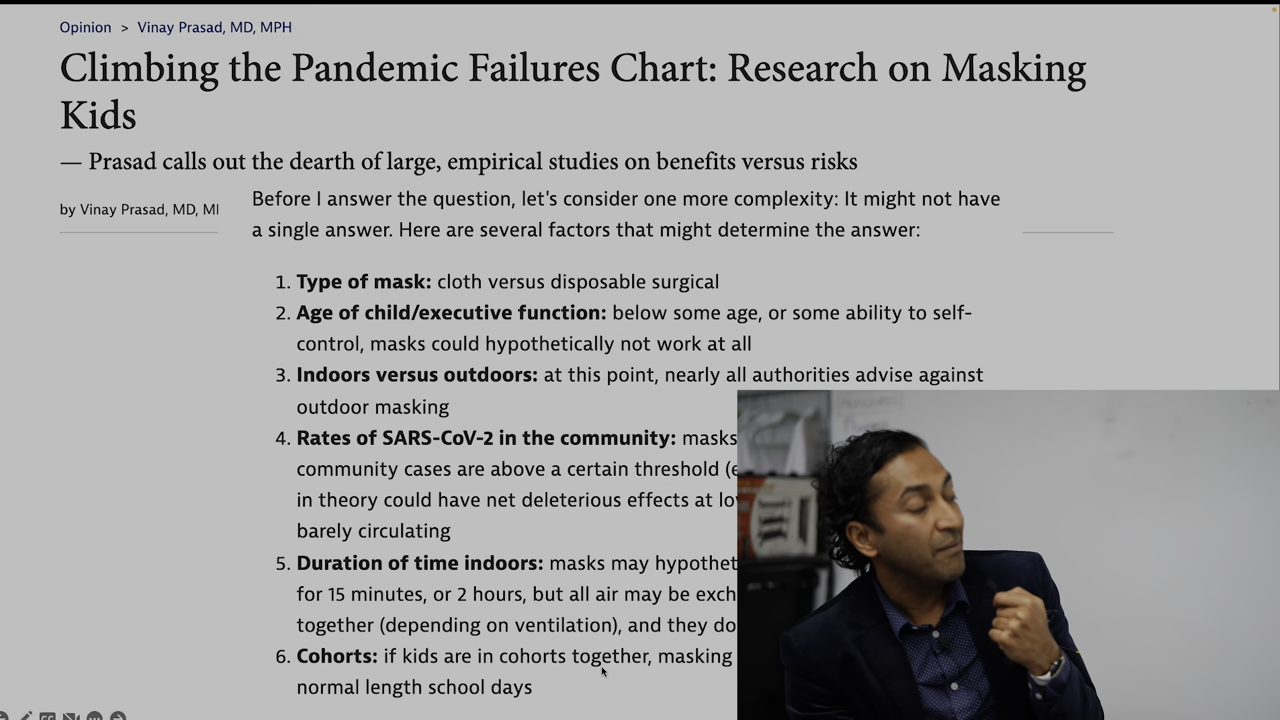 Opinion > Vinay Prasad, MD, MPH
Climbing the Pandemic Failures Chart: Research on Masking
Kids
— Prasad calls out the dearth of large, empirical studies on benefits versus risks
by Vinay Prasad, MD,
Before I answer the question, let's consider one more complexity: It might not have
a single answer. Here are several factors that might determine the answer:
1. Type of mask: cloth versus disposable surgical
2. Age of child/executive function: below some age, or some ability to self-
control, masks could hypothetically not work at all
3. Indoors versus outdoors: at this point, nearly all authorities advise against
outdoor masking
4. Rates of SARS-CoV-2 in the community: masks
community cases are above a certain threshold
in theory could have net deleterious effects at
barely circulating
5. Duration of time indoors: masks may
for 15 minutes, or 2 hours, but all air may be
together (depending on ventilation), and they
6. Cohorts: if kids are in cohorts together, masking
normal length school days